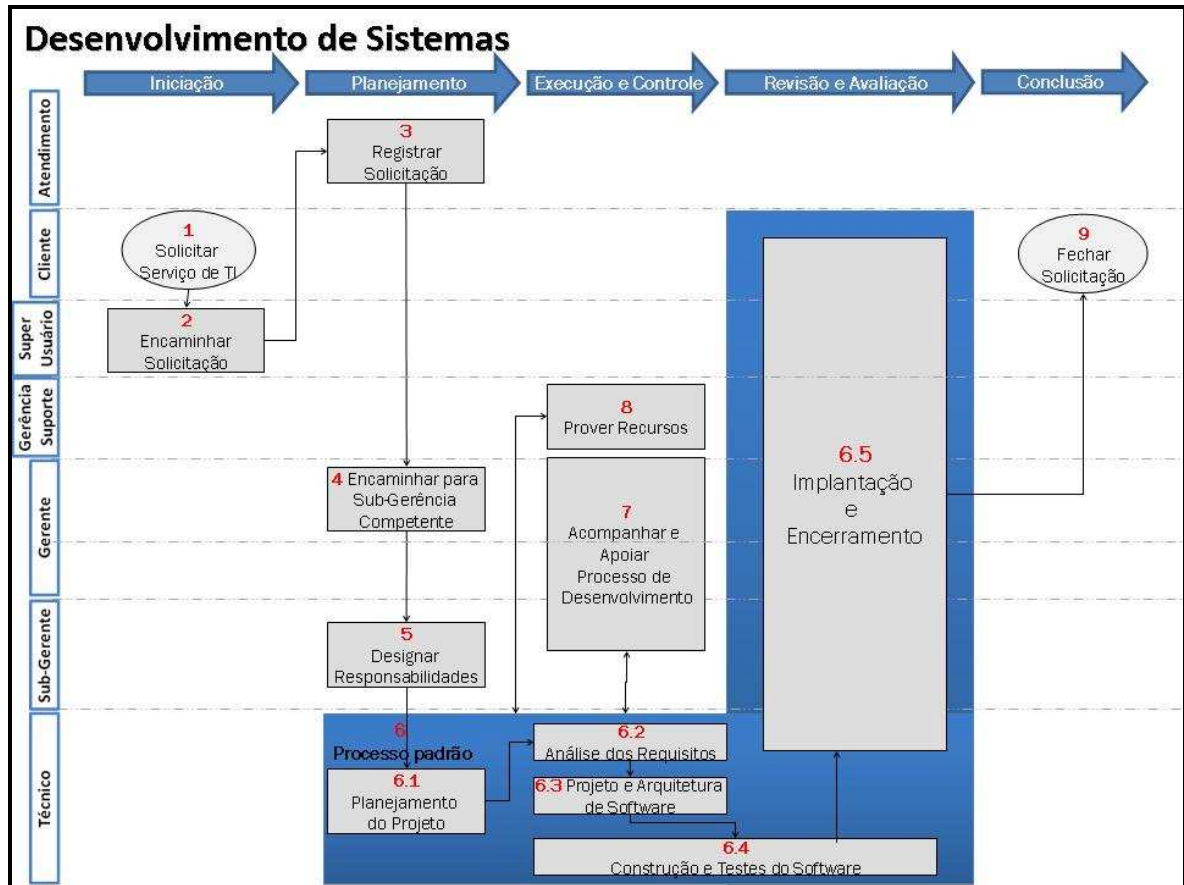 Desenvolvimento de Sistemas
Iniciação
Planejamento
Execução e Controle
Revisão e Avaliação
Conclusão
Atendimento
3
Registrar
Solicitação
Cliente
1
Solicitar
Serviço de TI
9
Fechar
Solicitação
Super
Usuário
2
Encaminhar
Solicitação
Gerência
Suporte
8
Prover Recursos
Gerente
4 Encaminhar para
Sub-Gerência
Competente
7
Acompanhar e
Apoiar
Processo de
Desenvolvimento
6.5
Implantação
e
Encerramento
Sub-Gerente
5
Designar
Responsabilidades
Técnico
6
Processo padrão
6.1
Planejamento
do Projeto
6.2
Análise dos Requisitos
6.3 Projeto e Arquitetura
de Software
6.4
Construção e Testes do Software